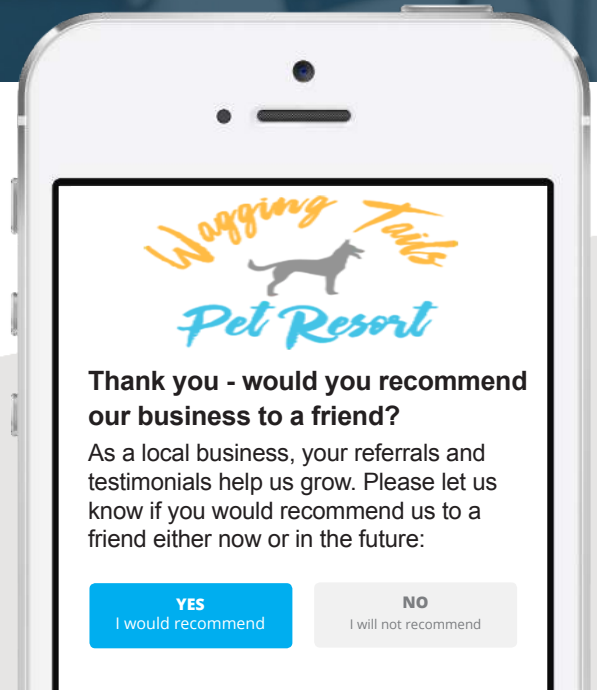 Wagging Tails
Pet Resort
Thank you - would you recommend
our business to a friend?
As a local business, your referrals and
testimonials help us grow. Please let us
know if you would recommend us to a
friend either now or in the future:
YES
I would recommend
NO
I will not recommend